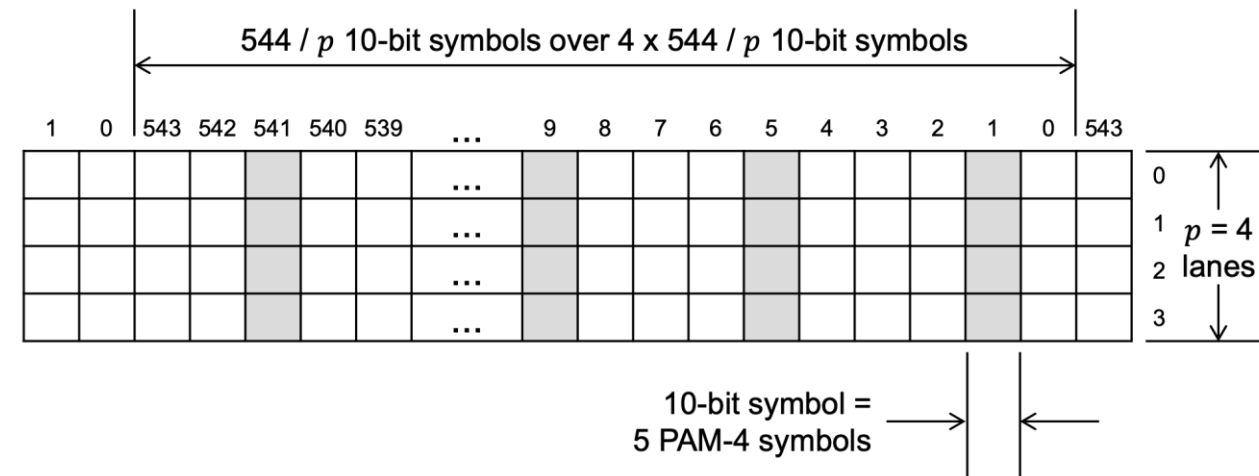 544 / p 10-bit symbols over 4 x 544 / p 10-bit symbols
1 0 543 542 541 540 539 ... 9 8 7 6 5 4 3 2 1 0 543
... 0
... 1
... 2
... 3
p = 4
lanes
10-bit symbol =
5 PAM-4 symbols